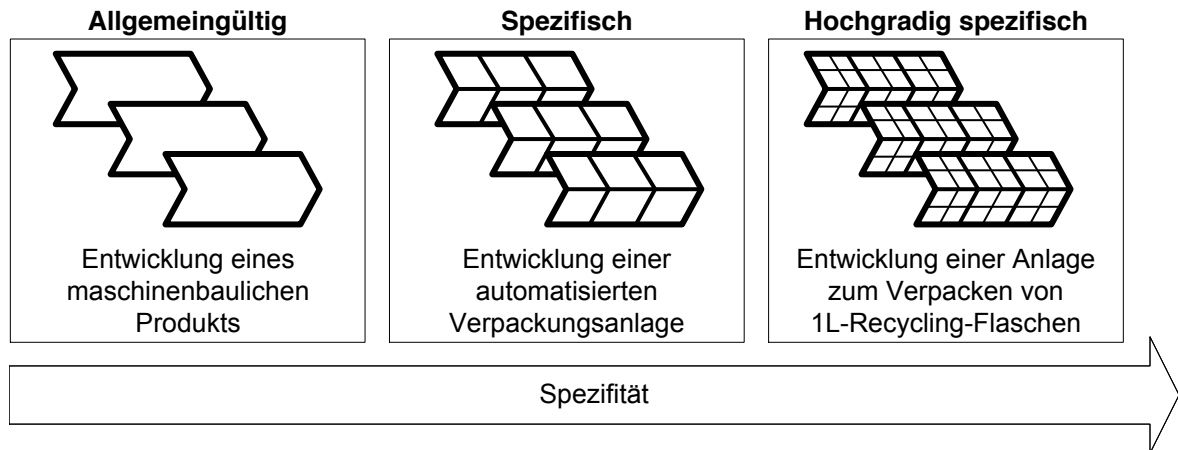 Allgemeingültig
Spezifisch
Hochgradig spezifisch
Entwicklung eines
maschinenbaulichen
Produkts
Entwicklung einer
automatisierten
Verpackungsanlage
Entwicklung einer Anlage
zum Verpacken von
1L-Recycling-Flaschen
Spezifität